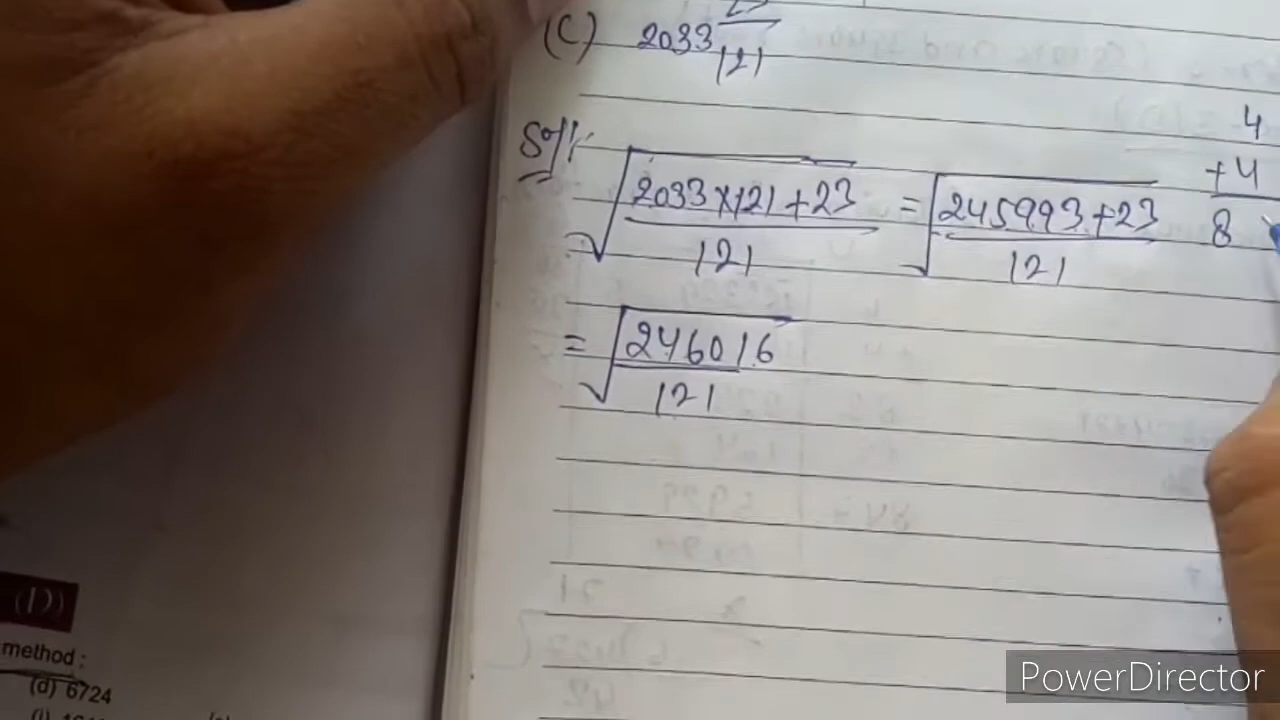 (C) 2033 23/121
Sol:-
√(2033×121+23)/121 = √(245993+23)/121
= √246016/121
4
+4
8
(D)
method :
(d) 6724
PowerDirector